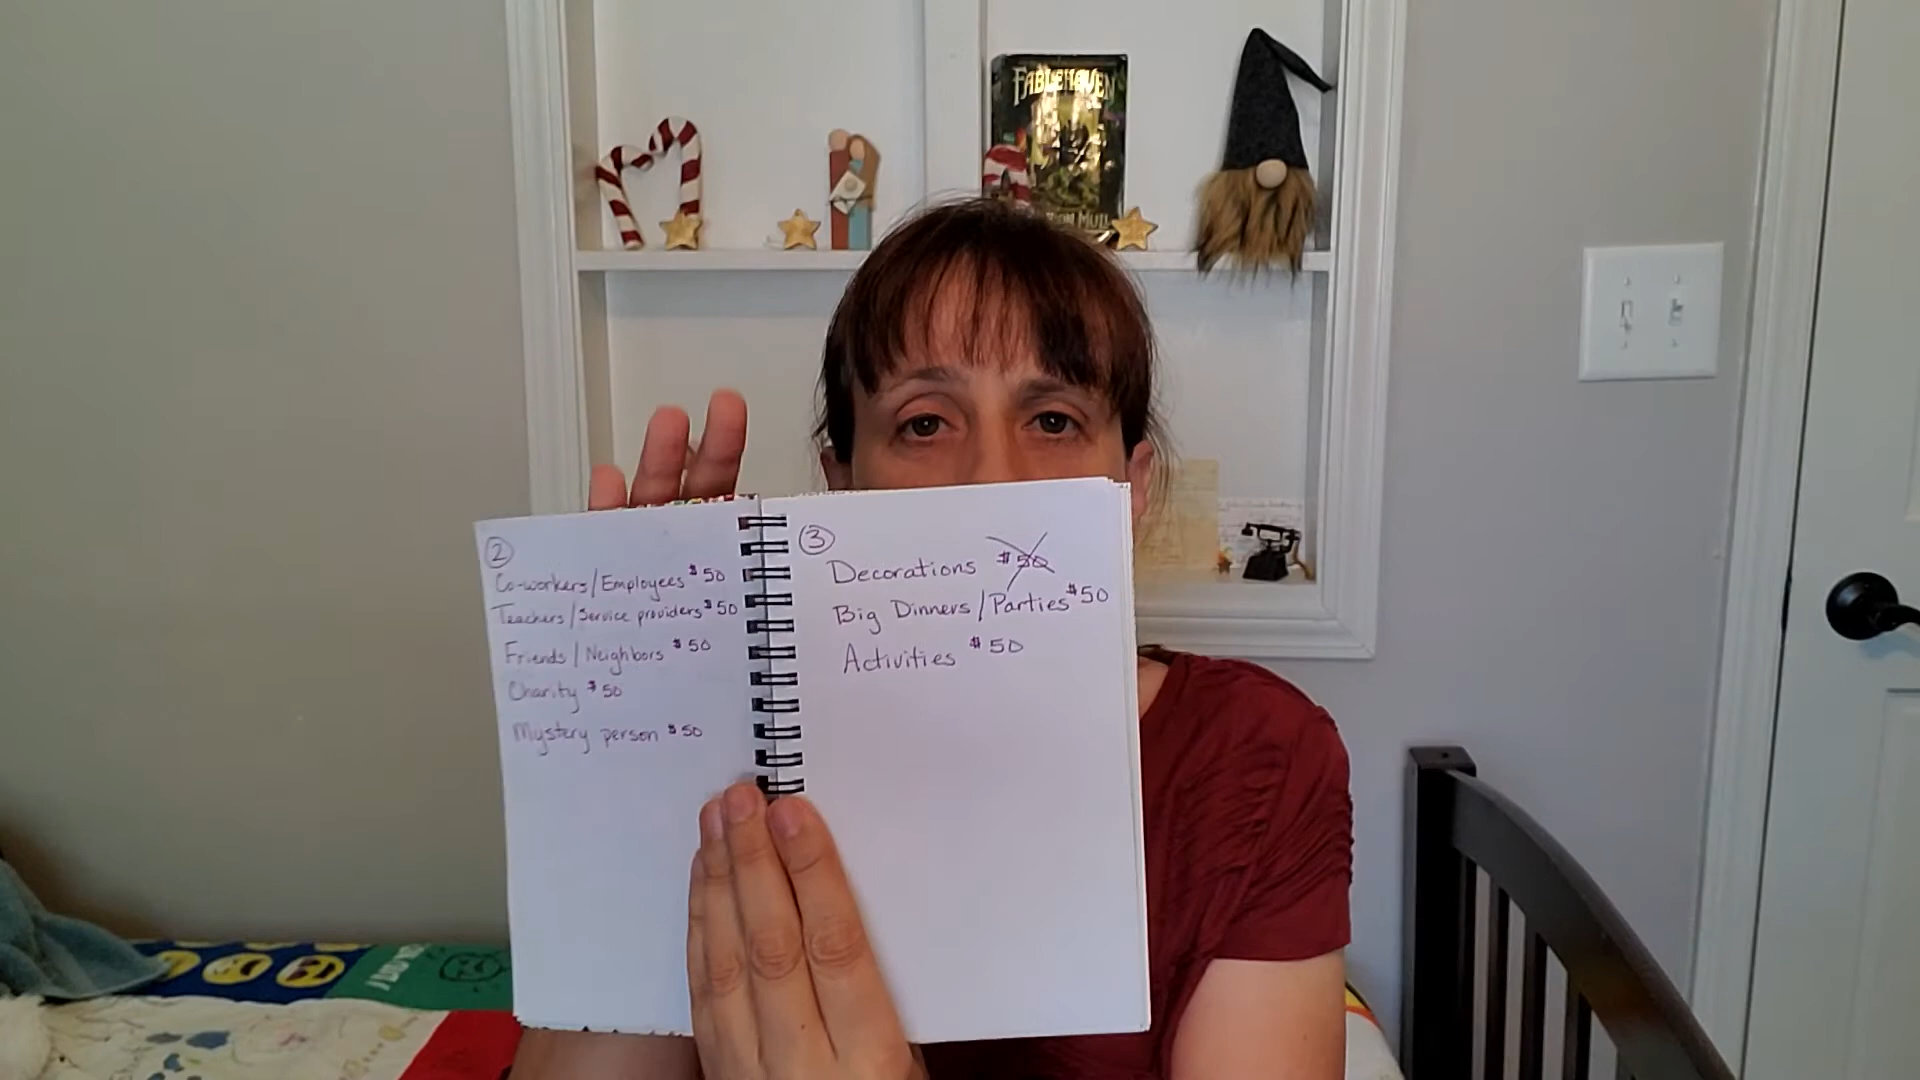 FABLEHAVEN
MULL
②
Co-workers/Employees $50
Teachers/Service providers $50
Friends/Neighbors $50
Charity $50
Mystery person $50
③
Decorations $50
Big Dinners/Parties $50
Activities $50